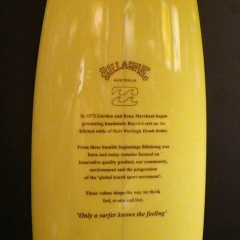 BILLABONG
AUSTRALIA
In 1973 Gordon and Rena Merchant began
producing handmade Boardshorts on the
kitchen table of their Burleigh Heads home.
From these humble beginnings Billabong was
born and today remains focused on
innovative quality product, our community,
environment and the progression
of the 'global board sport movement'.
These values shape the way we think
feel, create and live.
'Only a surfer knows the feeling'